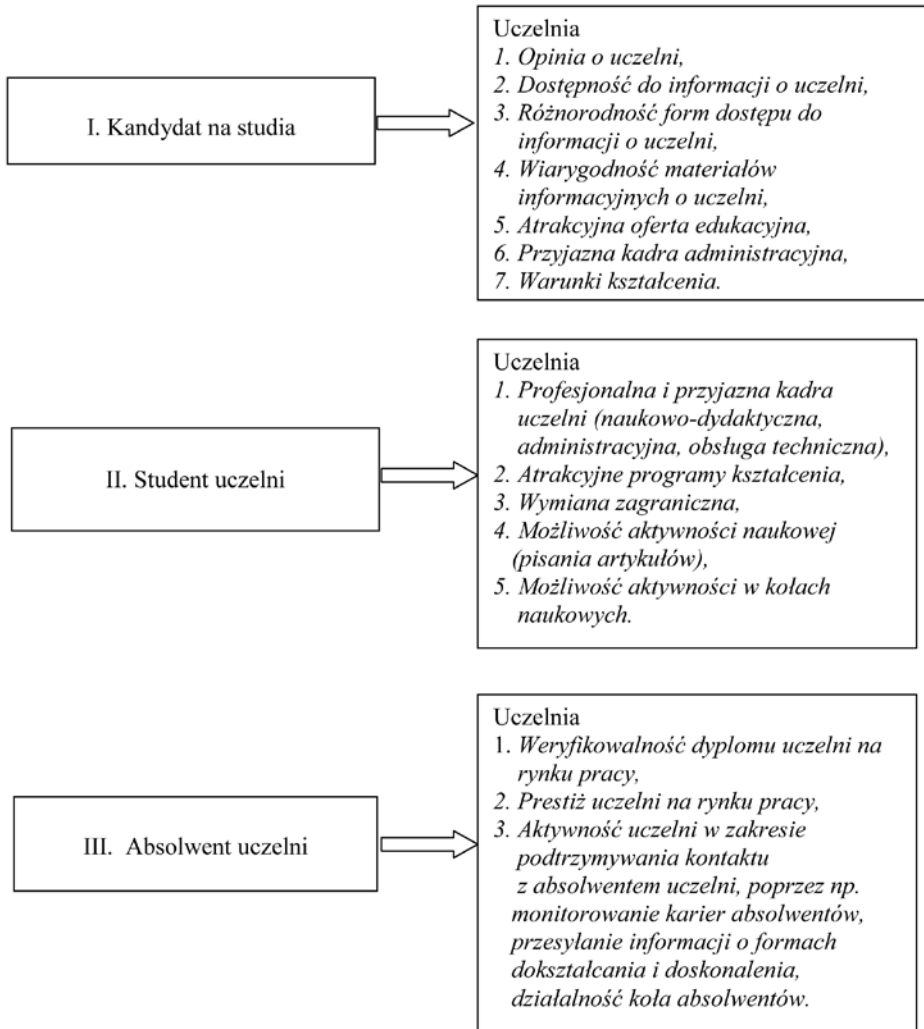 I. Kandydat na studia
Uczelnia
1. Opinia o uczelni,
2. Dostępność do informacji o uczelni,
3. Różnorodność form dostępu do
informacji o uczelni,
4. Wiarygodność materiałów
informacyjnych o uczelni,
5. Atrakcyjna oferta edukacyjna,
6. Przyjazna kadra administracyjna,
7. Warunki kształcenia.
II. Student uczelni
Uczelnia
1. Profesjonalna i przyjazna kadra
uczelni (naukowo-dydaktyczna,
administracyjna, obsługa techniczna),
2. Atrakcyjne programy kształcenia,
3. Wymiana zagraniczna,
4. Możliwość aktywności naukowej
(pisania artykułów),
5. Możliwość aktywności w kołach
naukowych.
III. Absolwent uczelni
Uczelnia
1. Weryfikowalność dyplomu uczelni na
rynku pracy,
2. Prestiż uczelni na rynku pracy,
3. Aktywność uczelni w zakresie
podtrzymywania kontaktu
z absolwentem uczelni, poprzez np.
monitorowanie karier absolwentów,
przesyłanie informacji o formach
dokształcania i doskonalenia,
działalność koła absolwentów.